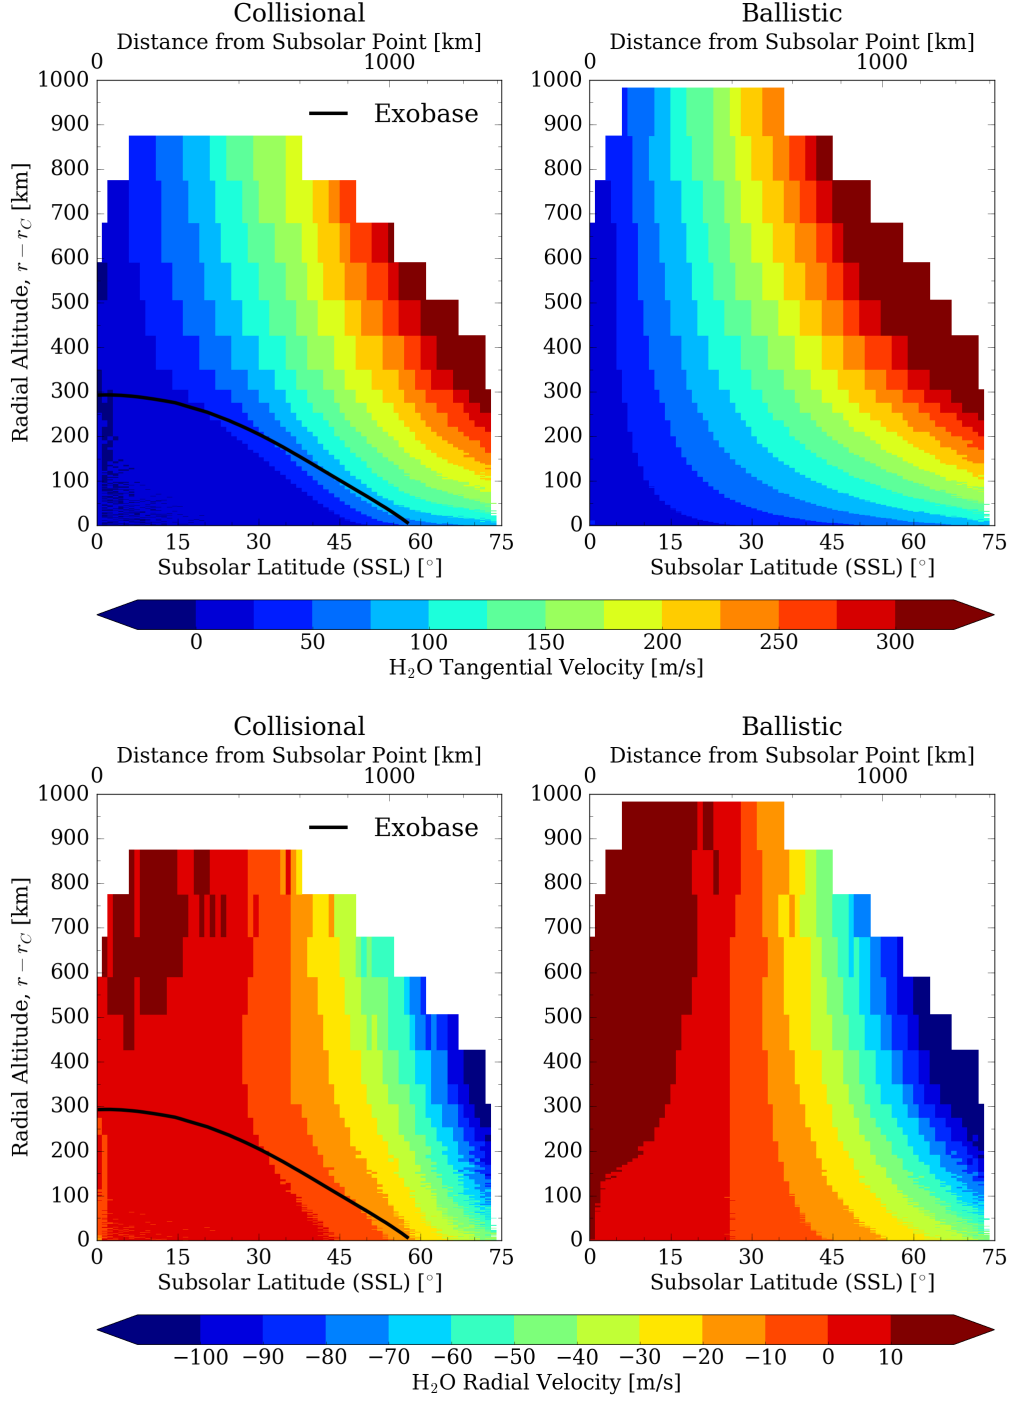 Collisional Ballistic
Distance from Subsolar Point [km] Distance from Subsolar Point [km]
0 1000 0 1000
1000
900
800
700
600
500
400
300
200
100
0
Exobase
Radial Altitude, r − r_C [km]
1000
900
800
700
600
500
400
300
200
100
0
0 15 30 45 60 75 0 15 30 45 60 75
Subsolar Latitude (SSL) [°] Subsolar Latitude (SSL) [°]
0 50 100 150 200 250 300
H₂O Tangential Velocity [m/s]
Collisional Ballistic
Distance from Subsolar Point [km] Distance from Subsolar Point [km]
0 1000 0 1000
1000
900
800
700
600
500
400
300
200
100
0
Exobase
Radial Altitude, r − r_C [km]
1000
900
800
700
600
500
400
300
200
100
0
0 15 30 45 60 75 0 15 30 45 60 75
Subsolar Latitude (SSL) [°] Subsolar Latitude (SSL) [°]
−100 −90 −80 −70 −60 −50 −40 −30 −20 −10 0 10
H₂O Radial Velocity [m/s]